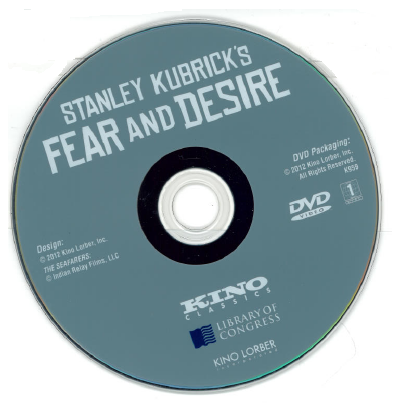 STANLEY KUBRICK'S
FEAR AND DESIRE
DVD Packaging:
© 2012 Kino Lorber, Inc.
All Rights Reserved.
K959
1
DVD
VIDEO
Design:
© 2012 Kino Lorber, Inc.
THE SEAFARERS:
© Indian Relay Films, LLC
KINO
CLASSICS
LIBRARY OF
CONGRESS
KINO LORBER